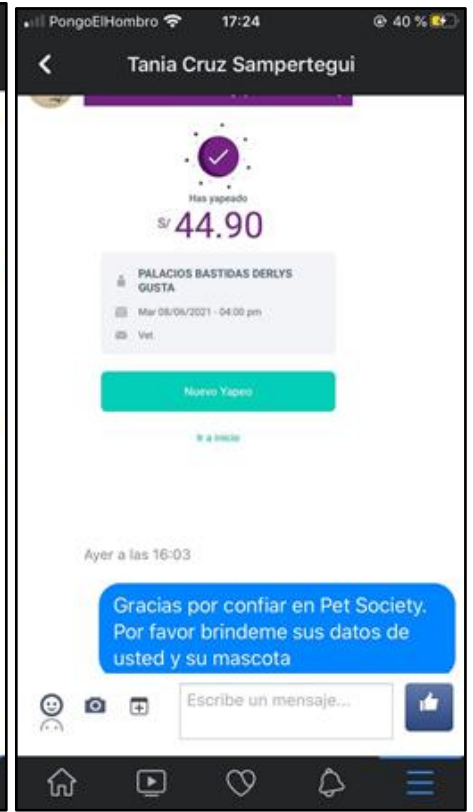 PongoElHombro 17:24 40 %
Tania Cruz Sampertegui
Has yapeado
S/ 44.90
PALACIOS BASTIDAS DERLYS
GUSTA
Mar 08/06/2021 - 04:00 pm
Vet
Nuevo Yapeo
Ir a Inicio
Ayer a las 16:03
Gracias por confiar en Pet Society.
Por favor brindeme sus datos de
usted y su mascota
Escribe un mensaje...